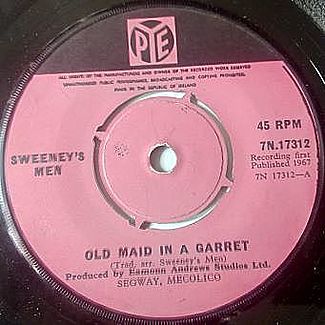 PYE
ALL RIGHTS OF THE MANUFACTURERS AND OWNER OF THE RECORDED WORK RESERVED.
UNAUTHORISED PUBLIC PERFORMANCE, BROADCASTING AND COPYING PROHIBITED.
MADE IN THE REPUBLIC OF IRELAND
SWEENEY'S
MEN
45 RPM
7N.17312
Recording first
Published 1967
7N 17312—A
OLD MAID IN A GARRET
(Trad. arr. Sweeney's Men)
Produced by Eamonn Andrews Studios Ltd.
SEGWAY, MECOLICO